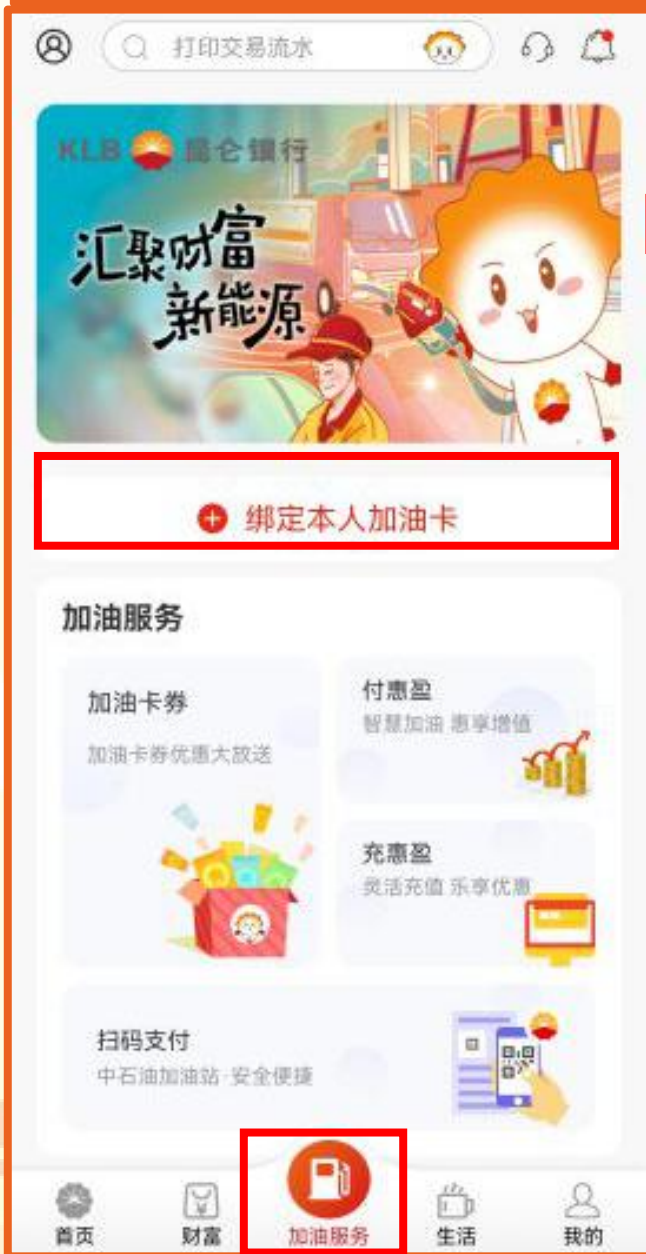 打印交易流水
KLB 昆仑银行
汇聚财富
新能源
绑定本人加油卡
加油服务
加油卡券
加油卡券优惠大放送
付惠盈
智慧加油 惠享增值
充惠盈
灵活充值 乐享优惠
扫码支付
中石油加油站·安全便捷
首页
财富
加油服务
生活
我的